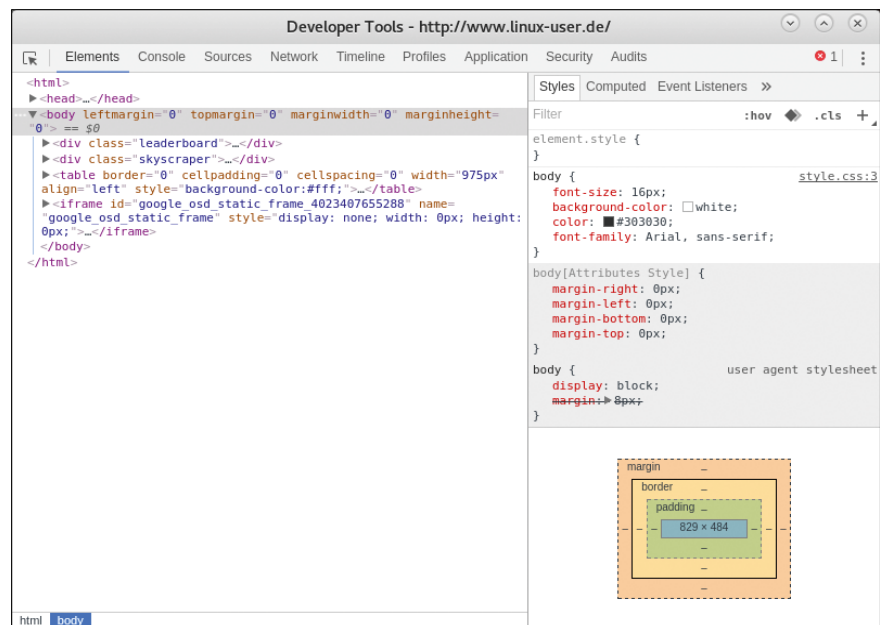 Developer Tools - http://www.linux-user.de/
Elements Console Sources Network Timeline Profiles Application Security Audits 1
<html>
▶<head>…</head>
…▼<body leftmargin="0" topmargin="0" marginwidth="0" marginheight=
"0"> == $0
▶<div class="leaderboard">…</div>
▶<div class="skyscraper">…</div>
▶<table border="0" cellpadding="0" cellspacing="0" width="975px"
align="left" style="background-color:#fff;">…</table>
▶<iframe id="google_osd_static_frame_4023407655288" name=
"google_osd_static_frame" style="display: none; width: 0px; height:
0px;">…</iframe>
</body>
</html>
html body
Styles Computed Event Listeners »
Filter :hov .cls +
element.style {
}
body { style.css:3
font-size: 16px;
background-color: white;
color: #303030;
font-family: Arial, sans-serif;
}
body[Attributes Style] {
margin-right: 0px;
margin-left: 0px;
margin-bottom: 0px;
margin-top: 0px;
}
body { user agent stylesheet
display: block;
margin:▶8px;
}
margin –
border –
padding –
– – – 829 × 484 – – –
–
–
–